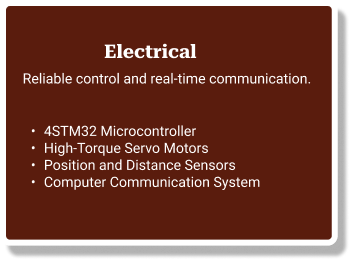 Electrical
Reliable control and real-time communication.
• 4STM32 Microcontroller
• High-Torque Servo Motors
• Position and Distance Sensors
• Computer Communication System